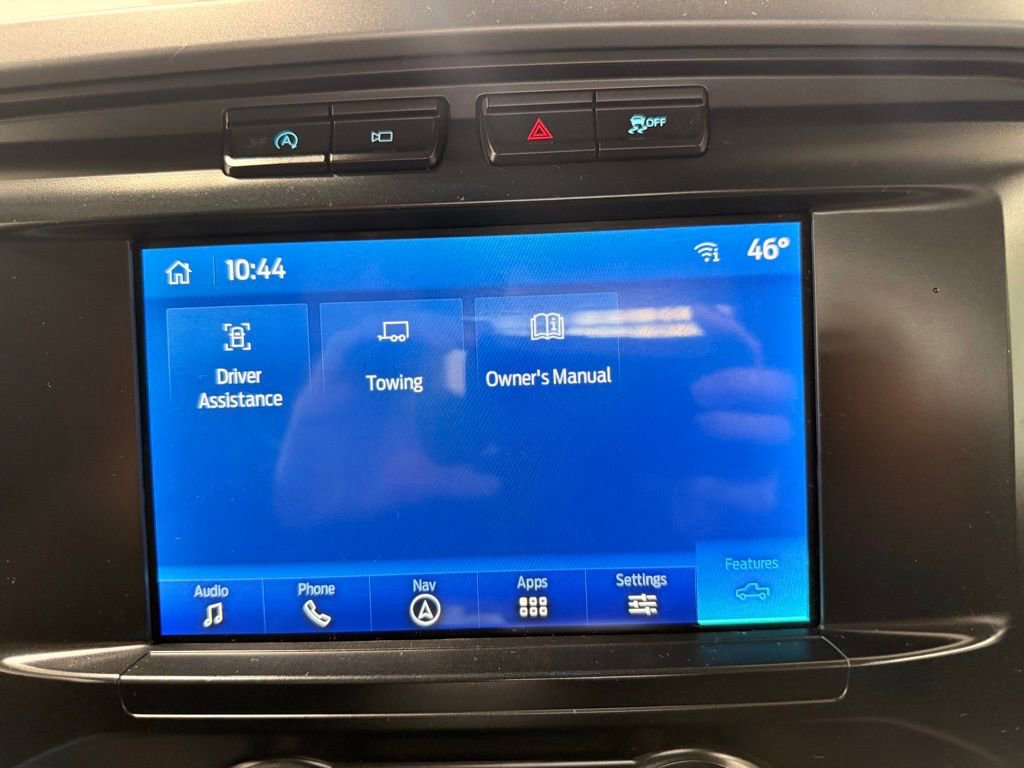 OFF
10:44
46°
Driver
Assistance
Towing
Owner's Manual
Audio
Phone
Nav
Apps
Settings
Features